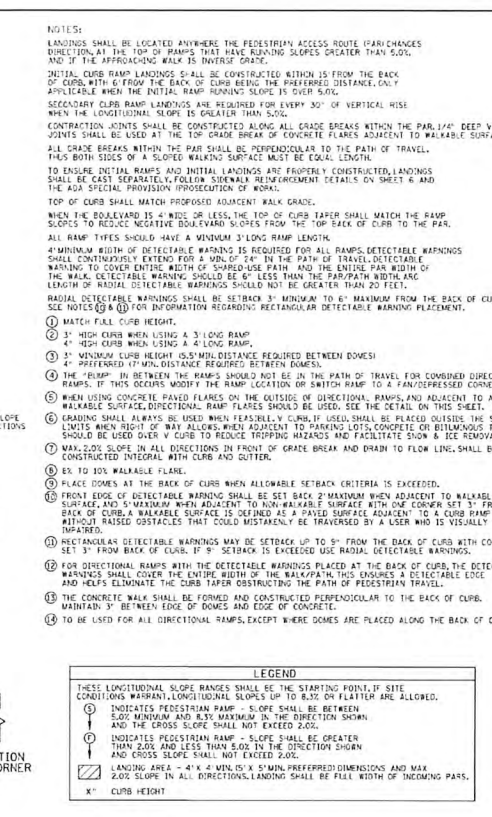 NOTES:
LANDINGS SHALL BE LOCATED ANYWHERE THE PEDESTRIAN ACCESS ROUTE (PAR) CHANGES
DIRECTION, AT THE TOP OF RAMPS THAT HAVE RUNNING SLOPES GREATER THAN 5.0%,
AND IF THE APPROACHING WALK IS INVERSE GRADE.
INITIAL CURB RAMP LANDINGS SHALL BE CONSTRUCTED WITHIN 15' FROM THE BACK
OF CURB, WITH 6' FROM THE BACK OF CURB BEING THE PREFERRED DISTANCE, ONLY
APPLICABLE WHEN THE INITIAL RAMP RUNNING SLOPE IS OVER 5.0%.
SECONDARY CURB RAMP LANDINGS ARE REQUIRED FOR EVERY 30" OF VERTICAL RISE
WHEN THE LONGITUDINAL SLOPE IS GREATER THAN 5.0%.
CONTRACTION JOINTS SHALL BE CONSTRUCTED ALONG ALL GRADE BREAKS WITHIN THE PAR. 1/4" DEEP V
JOINTS SHALL BE USED AT THE TOP GRADE BREAK OF CONCRETE FLARES ADJACENT TO WALKABLE SURFA
ALL GRADE BREAKS WITHIN THE PAR SHALL BE PERPENDICULAR TO THE PATH OF TRAVEL.
THUS BOTH SIDES OF A SLOPED WALKING SURFACE MUST BE EQUAL LENGTH.
TO ENSURE INITIAL RAMPS AND INITIAL LANDINGS ARE PROPERLY CONSTRUCTED, LANDINGS
SHALL BE CAST SEPARATELY. FOLLOW SIDEWALK REINFORCEMENT DETAILS ON SHEET 6 AND
THE ADA SPECIAL PROVISION (PROSECUTION OF WORK).
TOP OF CURB SHALL MATCH PROPOSED ADJACENT WALK GRADE.
WHEN THE BOULEVARD IS 4' WIDE OR LESS, THE TOP OF CURB TAPER SHALL MATCH THE RAMP
SLOPES TO REDUCE NEGATIVE BOULEVARD SLOPES FROM THE TOP BACK OF CURB TO THE PAR.
ALL RAMP TYPES SHOULD HAVE A MINIMUM 3' LONG RAMP LENGTH.
4' MINIMUM WIDTH OF DETECTABLE WARNING IS REQUIRED FOR ALL RAMPS. DETECTABLE WARNINGS
SHALL CONTINUOUSLY EXTEND FOR A MIN. OF 24" IN THE PATH OF TRAVEL. DETECTABLE
WARNING TO COVER ENTIRE WIDTH OF SHARED-USE PATH AND THE ENTIRE PAR WIDTH OF
THE WALK. DETECTABLE WARNING SHOULD BE 6" LESS THAN THE PAR/PATH WIDTH. ARC
LENGTH OF RADIAL DETECTABLE WARNINGS SHOULD NOT BE GREATER THAN 20 FEET.
RADIAL DETECTABLE WARNINGS SHALL BE SETBACK 3" MINIMUM TO 6" MAXIMUM FROM THE BACK OF CU
SEE NOTES 10 & 11 FOR INFORMATION REGARDING RECTANGULAR DETECTABLE WARNING PLACEMENT.
1 MATCH FULL CURB HEIGHT.
2 3" HIGH CURB WHEN USING A 3' LONG RAMP
4" HIGH CURB WHEN USING A 4' LONG RAMP.
3 3" MINIMUM CURB HEIGHT (5.5' MIN. DISTANCE REQUIRED BETWEEN DOMES)
4" PREFERRED (7' MIN. DISTANCE REQUIRED BETWEEN DOMES).
4 THE "BUMP" IN BETWEEN THE RAMPS SHOULD NOT BE IN THE PATH OF TRAVEL FOR COMBINED DIREC
RAMPS. IF THIS OCCURS MODIFY THE RAMP LOCATION OR SWITCH RAMP TO A FAN/DEPRESSED CORNE
5 WHEN USING CONCRETE PAVED FLARES ON THE OUTSIDE OF DIRECTIONAL RAMPS, AND ADJACENT TO A
WALKABLE SURFACE, DIRECTIONAL RAMP FLARES SHOULD BE USED. SEE THE DETAIL ON THIS SHEET.
LOPE
CTIONS
6 GRADING SHALL ALWAYS BE USED WHEN FEASIBLE. V CURB, IF USED, SHALL BE PLACED OUTSIDE THE S
LIMITS WHEN RIGHT OF WAY ALLOWS. WHEN ADJACENT TO PARKING LOTS, CONCRETE OR BITUMINOUS T
SHOULD BE USED OVER V CURB TO REDUCE TRIPPING HAZARDS AND FACILITATE SNOW & ICE REMOVA
7 MAX. 2.0% SLOPE IN ALL DIRECTIONS IN FRONT OF GRADE BREAK AND DRAIN TO FLOW LINE. SHALL B
CONSTRUCTED INTEGRAL WITH CURB AND GUTTER.
8 8% TO 10% WALKABLE FLARE.
9 PLACE DOMES AT THE BACK OF CURB WHEN ALLOWABLE SETBACK CRITERIA IS EXCEEDED.
10 FRONT EDGE OF DETECTABLE WARNING SHALL BE SET BACK 2' MAXIMUM WHEN ADJACENT TO WALKABL
SURFACE, AND 5' MAXIMUM WHEN ADJACENT TO NON-WALKABLE SURFACE WITH ONE CORNER SET 3" FR
BACK OF CURB. A WALKABLE SURFACE IS DEFINED AS A PAVED SURFACE ADJACENT TO A CURB RAMP
WITHOUT RAISED OBSTACLES THAT COULD MISTAKENLY BE TRAVERSED BY A USER WHO IS VISUALLY
IMPAIRED.
11 RECTANGULAR DETECTABLE WARNINGS MAY BE SETBACK UP TO 9" FROM THE BACK OF CURB WITH CO
SET 3" FROM BACK OF CURB. IF 9" SETBACK IS EXCEEDED USE RADIAL DETECTABLE WARNINGS.
12 FOR DIRECTIONAL RAMPS WITH THE DETECTABLE WARNINGS PLACED AT THE BACK OF CURB, THE DETEC
WARNINGS SHALL COVER THE ENTIRE WIDTH OF THE WALK/PATH. THIS ENSURES A DETECTABLE EDGE
AND HELPS ELIMINATE THE CURB TAPER OBSTRUCTING THE PATH OF PEDESTRIAN TRAVEL.
13 THE CONCRETE WALK SHALL BE FORMED AND CONSTRUCTED PERPENDICULAR TO THE BACK OF CURB.
MAINTAIN 3" BETWEEN EDGE OF DOMES AND EDGE OF CONCRETE.
14 TO BE USED FOR ALL DIRECTIONAL RAMPS, EXCEPT WHERE DOMES ARE PLACED ALONG THE BACK OF C
LEGEND
THESE LONGITUDINAL SLOPE RANGES SHALL BE THE STARTING POINT. IF SITE
CONDITIONS WARRANT, LONGITUDINAL SLOPES UP TO 8.3% OR FLATTER ARE ALLOWED.
S INDICATES PEDESTRIAN RAMP - SLOPE SHALL BE BETWEEN
5.0% MINIMUM AND 8.3% MAXIMUM IN THE DIRECTION SHOWN
AND THE CROSS SLOPE SHALL NOT EXCEED 2.0%.
F INDICATES PEDESTRIAN RAMP - SLOPE SHALL BE GREATER
THAN 2.0% AND LESS THAN 5.0% IN THE DIRECTION SHOWN
AND CROSS SLOPE SHALL NOT EXCEED 2.0%.
LANDING AREA - 4' X 4' MIN. (5' X 5' MIN. PREFERRED) DIMENSIONS AND MAX
2.0% SLOPE IN ALL DIRECTIONS. LANDING SHALL BE FULL WIDTH OF INCOMING PARS.
X" CURB HEIGHT
TION
ORNER